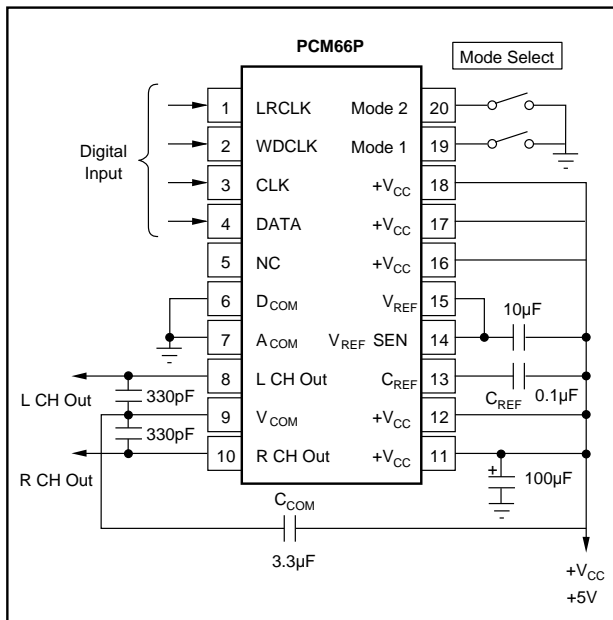 PCM66P
Mode Select
Digital
Input
1 LRCLK Mode 2 20
2 WDCLK Mode 1 19
3 CLK +VCC 18
4 DATA +VCC 17
5 NC +VCC 16
6 DCOM VREF 15
7 ACOM VREF SEN 14
8 L CH Out CREF 13
9 VCOM +VCC 12
10 R CH Out +VCC 11
10µF
CREF 0.1µF
+
100µF
L CH Out
330pF
330pF
R CH Out
CCOM
3.3µF
+VCC
+5V